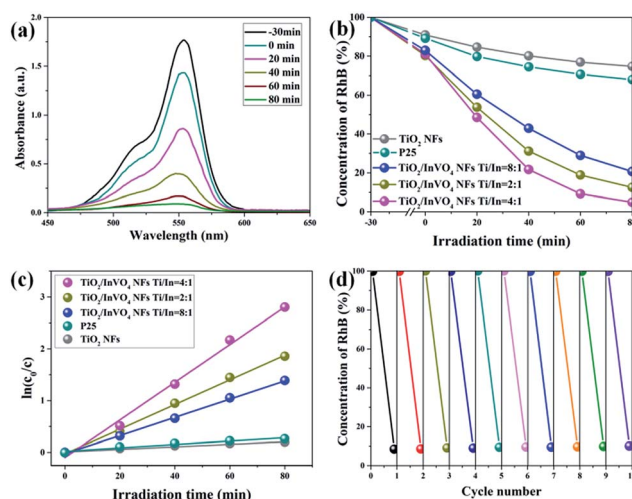 (a)
2.0
1.5
1.0
0.5
0.0
450 500 550 600 650
Wavelength (nm)
Absorbance (a.u.)
-30min
0 min
20 min
40 min
60 min
80 min
(b)
100
80
60
40
20
0
-30 0 20 40 60 80
Irradiation time (min)
Concentration of RhB (%)
TiO2 NFs
P25
TiO2/InVO4 NFs Ti/In=8:1
TiO2/InVO4 NFs Ti/In=2:1
TiO2/InVO4 NFs Ti/In=4:1
(c)
TiO2/InVO4 NFs Ti/In=4:1
TiO2/InVO4 NFs Ti/In=2:1
TiO2/InVO4 NFs Ti/In=8:1
P25
TiO2 NFs
3
2
1
0
0 20 40 60 80
Irradiation time (min)
ln(c0/c)
(d)
100
80
60
40
20
0
0 1 2 3 4 5 6 7 8 9
Cycle number
Concentration of RhB (%)